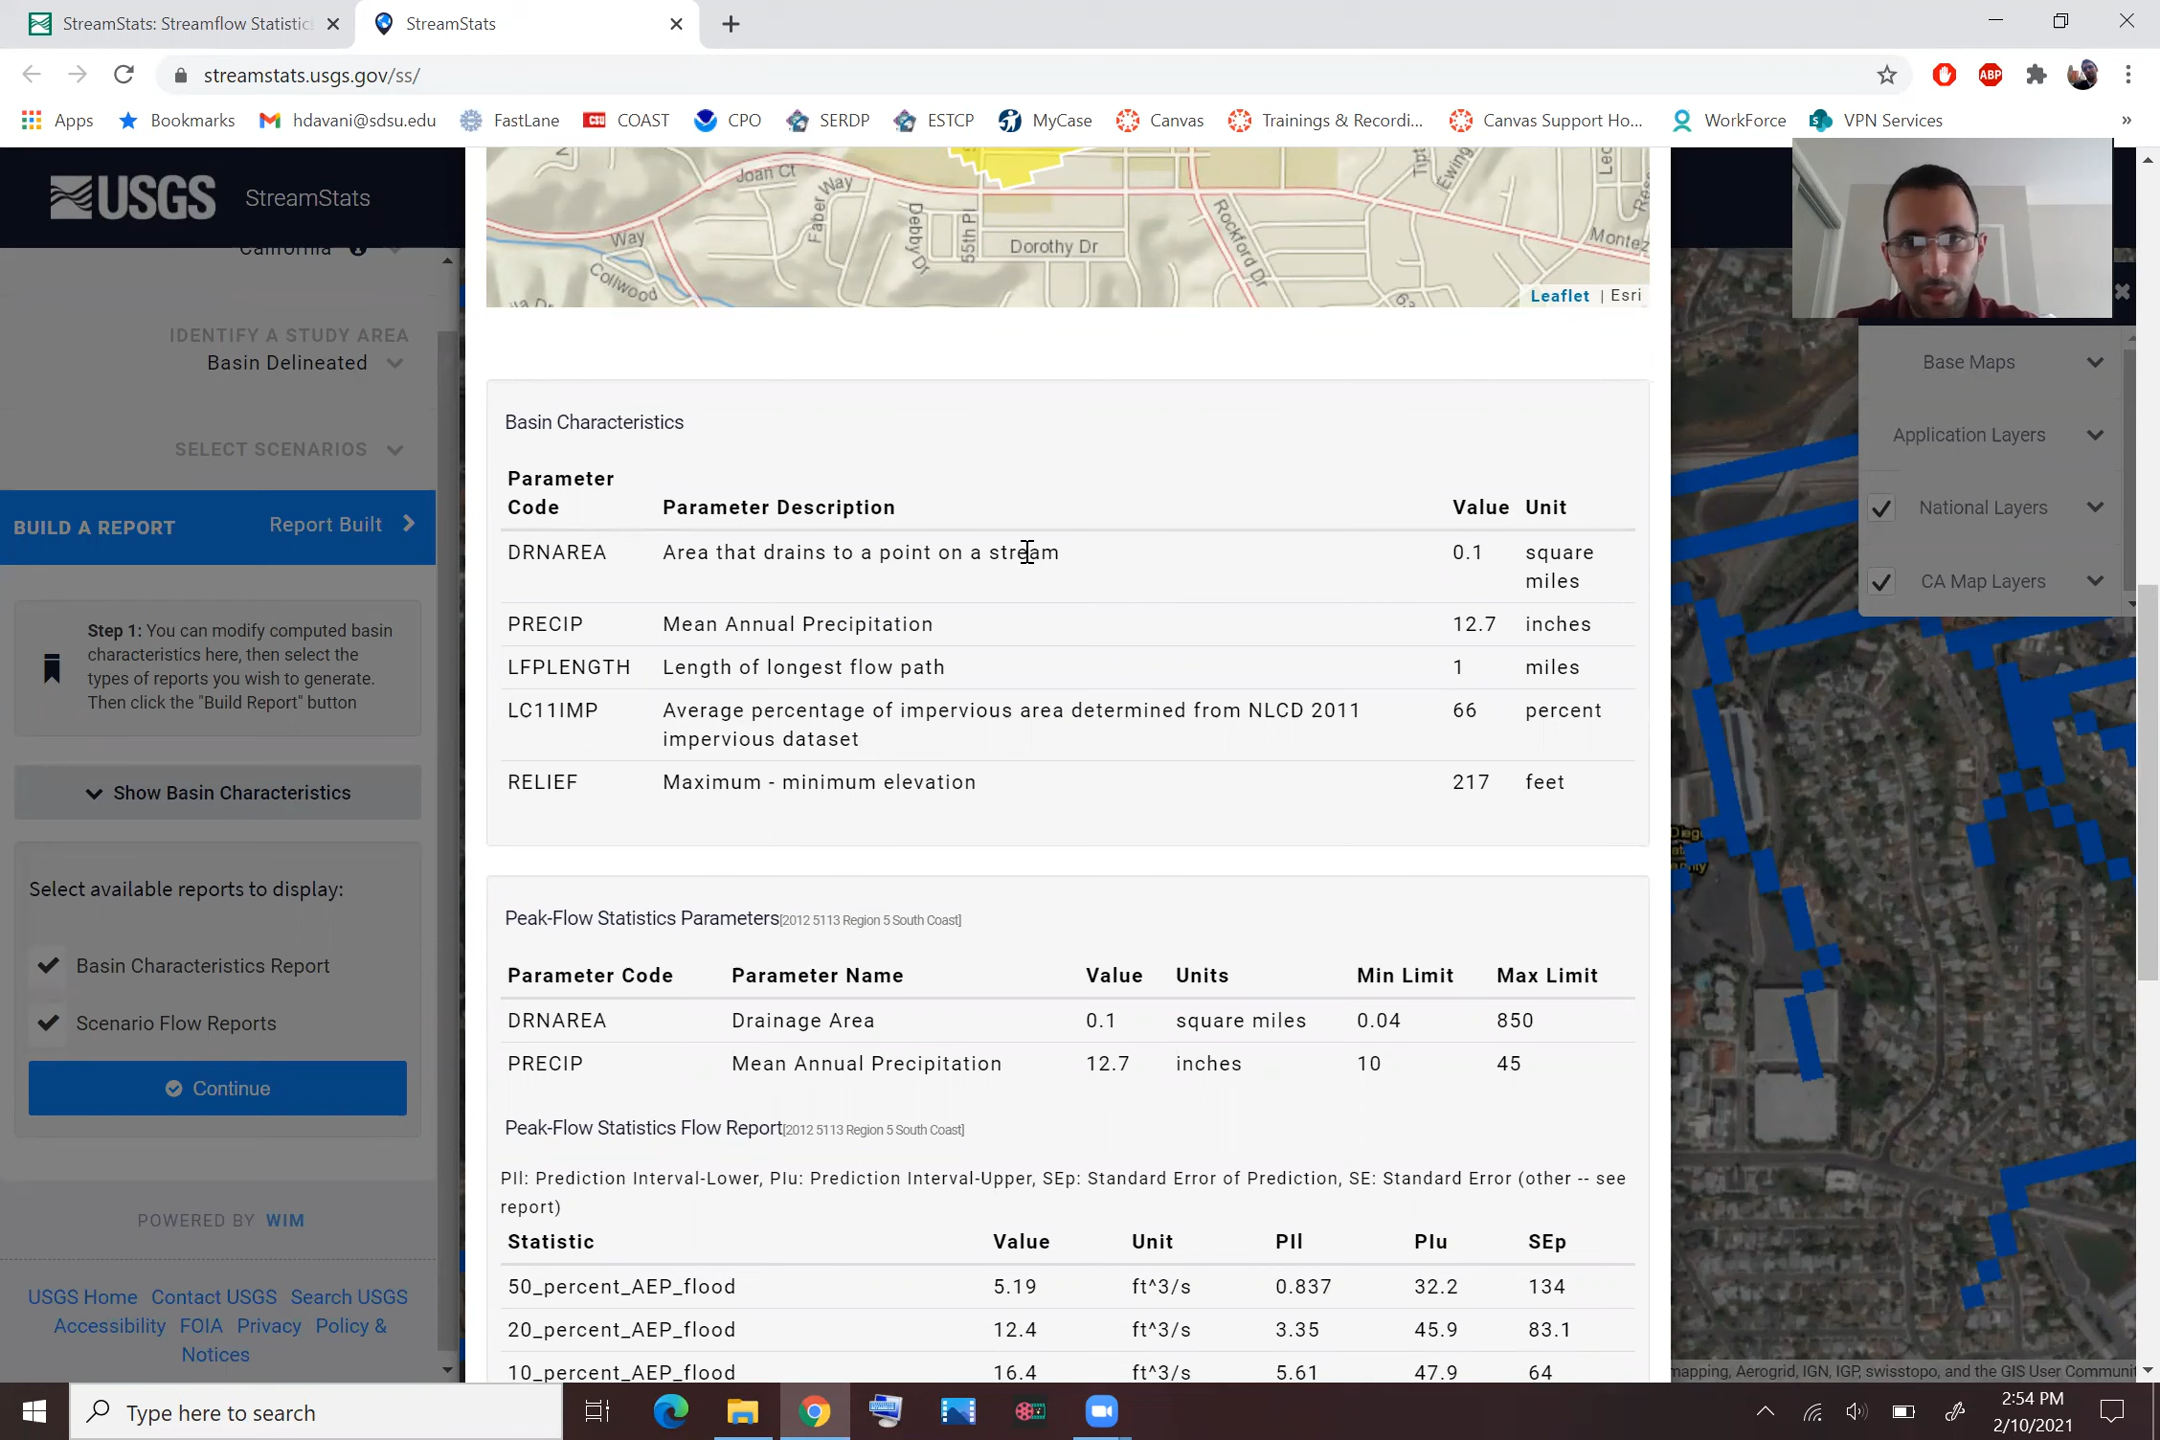 StreamStats: Streamflow Statistics
StreamStats
streamstats.usgs.gov/ss/
ABP
Apps
Bookmarks
hdavani@sdsu.edu
FastLane
CSU COAST
CPO
SERDP
ESTCP
MyCase
Canvas
Trainings & Recordi...
Canvas Support Ho...
WorkForce
VPN Services
»
USGS StreamStats
California
IDENTIFY A STUDY AREA
Basin Delineated
SELECT SCENARIOS
BUILD A REPORT Report Built
Step 1: You can modify computed basin
characteristics here, then select the
types of reports you wish to generate.
Then click the "Build Report" button
Show Basin Characteristics
Select available reports to display:
Basin Characteristics Report
Scenario Flow Reports
Continue
POWERED BY WIM
USGS Home Contact USGS Search USGS
Accessibility FOIA Privacy Policy &
Notices
Joan Ct
Faber Way
Debby Dr
55th Pl
Dorothy Dr
Rockford Dr
Ewing
Montez
Way
Collwood
Leaflet | Esri
Basin Characteristics
Parameter
Code Parameter Description Value Unit
DRNAREA Area that drains to a point on a stream 0.1 square
miles
PRECIP Mean Annual Precipitation 12.7 inches
LFPLENGTH Length of longest flow path 1 miles
LC11IMP Average percentage of impervious area determined from NLCD 2011 66 percent
impervious dataset
RELIEF Maximum - minimum elevation 217 feet
Peak-Flow Statistics Parameters[2012 5113 Region 5 South Coast]
Parameter Code Parameter Name Value Units Min Limit Max Limit
DRNAREA Drainage Area 0.1 square miles 0.04 850
PRECIP Mean Annual Precipitation 12.7 inches 10 45
Peak-Flow Statistics Flow Report[2012 5113 Region 5 South Coast]
PIl: Prediction Interval-Lower, PIu: Prediction Interval-Upper, SEp: Standard Error of Prediction, SE: Standard Error (other -- see
report)
Statistic Value Unit PIl PIu SEp
50_percent_AEP_flood 5.19 ft^3/s 0.837 32.2 134
20_percent_AEP_flood 12.4 ft^3/s 3.35 45.9 83.1
10_percent_AEP_flood 16.4 ft^3/s 5.61 47.9 64
Base Maps
Application Layers
National Layers
CA Map Layers
mapping, Aerogrid, IGN, IGP, swisstopo, and the GIS User Communit
Type here to search
2:54 PM
2/10/2021